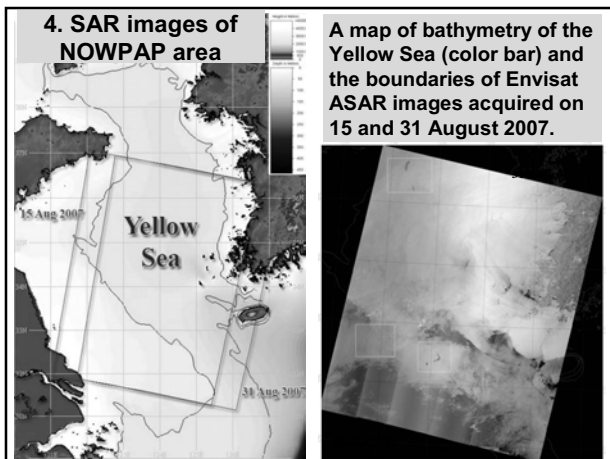 4. SAR images of
NOWPAP area
A map of bathymetry of the
Yellow Sea (color bar) and
the boundaries of Envisat
ASAR images acquired on
15 and 31 August 2007.
15 Aug 2007
Yellow
Sea
31 Aug 2007